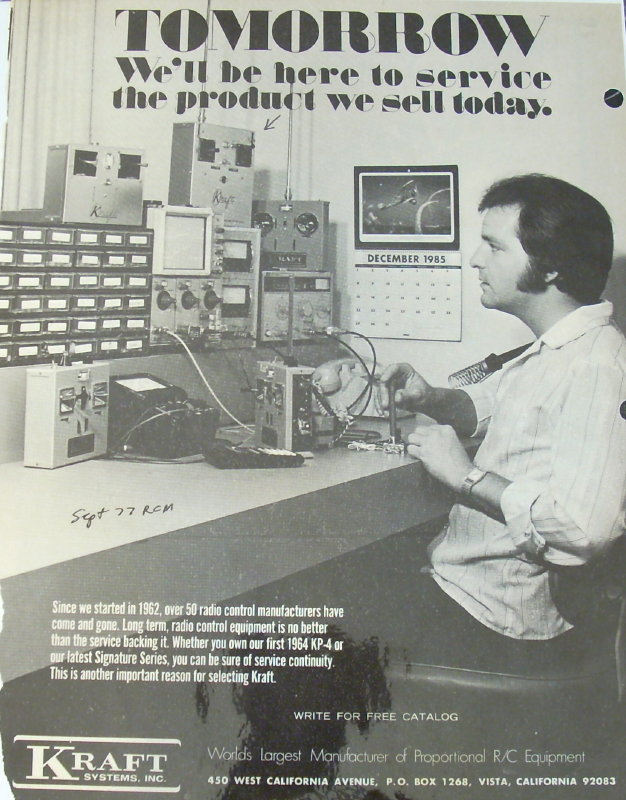 TOMORROW
We'll be here to service
the product we sell today.
Kraft
Kraft
KRAFT
DECEMBER 1985
Sept 77 RCM
Since we started in 1962, over 50 radio control manufacturers have
come and gone. Long term, radio control equipment is no better
than the service backing it. Whether you own our first 1964 KP-4 or
our latest Signature Series, you can be sure of service continuity.
This is another important reason for selecting Kraft.
WRITE FOR FREE CATALOG
KRAFT
SYSTEMS, INC.
Worlds Largest Manufacturer of Proportional R/C Equipment
450 WEST CALIFORNIA AVENUE, P.O. BOX 1268, VISTA, CALIFORNIA 92083